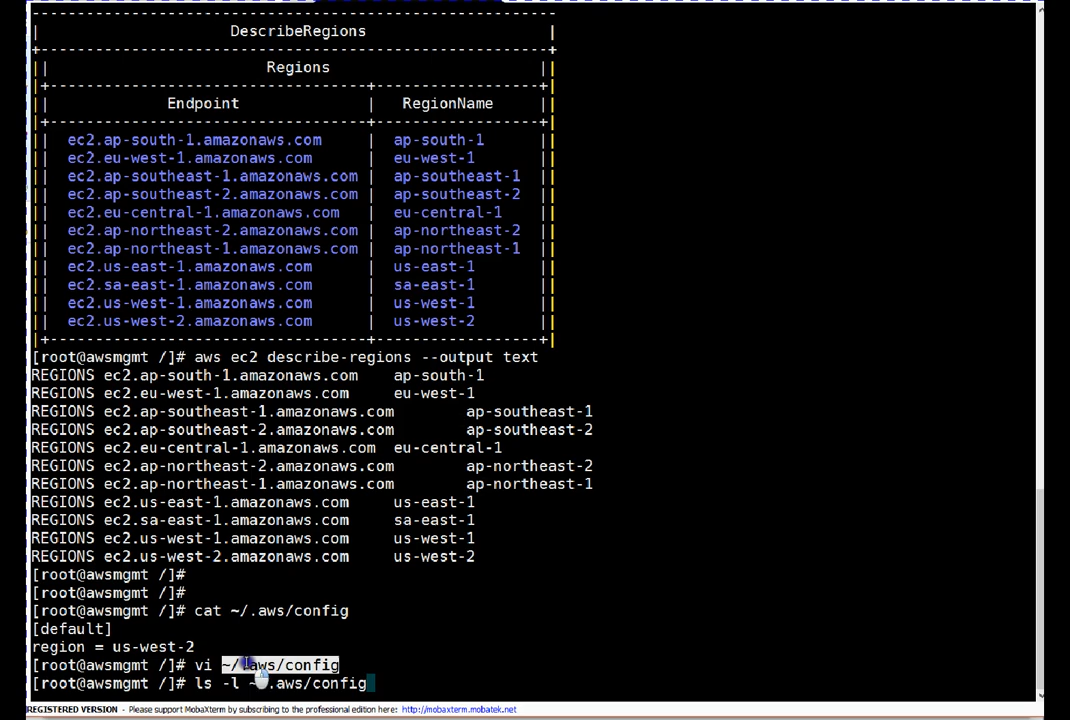 DescribeRegions
Regions
Endpoint | RegionName
ec2.ap-south-1.amazonaws.com | ap-south-1
ec2.eu-west-1.amazonaws.com | eu-west-1
ec2.ap-southeast-1.amazonaws.com | ap-southeast-1
ec2.ap-southeast-2.amazonaws.com | ap-southeast-2
ec2.eu-central-1.amazonaws.com | eu-central-1
ec2.ap-northeast-2.amazonaws.com | ap-northeast-2
ec2.ap-northeast-1.amazonaws.com | ap-northeast-1
ec2.us-east-1.amazonaws.com | us-east-1
ec2.sa-east-1.amazonaws.com | sa-east-1
ec2.us-west-1.amazonaws.com | us-west-1
ec2.us-west-2.amazonaws.com | us-west-2
[root@awsmgmt /]# aws ec2 describe-regions --output text
REGIONS ec2.ap-south-1.amazonaws.com ap-south-1
REGIONS ec2.eu-west-1.amazonaws.com eu-west-1
REGIONS ec2.ap-southeast-1.amazonaws.com ap-southeast-1
REGIONS ec2.ap-southeast-2.amazonaws.com ap-southeast-2
REGIONS ec2.eu-central-1.amazonaws.com eu-central-1
REGIONS ec2.ap-northeast-2.amazonaws.com ap-northeast-2
REGIONS ec2.ap-northeast-1.amazonaws.com ap-northeast-1
REGIONS ec2.us-east-1.amazonaws.com us-east-1
REGIONS ec2.sa-east-1.amazonaws.com sa-east-1
REGIONS ec2.us-west-1.amazonaws.com us-west-1
REGIONS ec2.us-west-2.amazonaws.com us-west-2
[root@awsmgmt /]#
[root@awsmgmt /]#
[root@awsmgmt /]# cat ~/.aws/config
[default]
region = us-west-2
[root@awsmgmt /]# vi ~/.aws/config
[root@awsmgmt /]# ls -l ~/.aws/config
REGISTERED VERSION - Please support MobaXterm by subscribing to the professional edition here: http://mobaxterm.mobatek.net